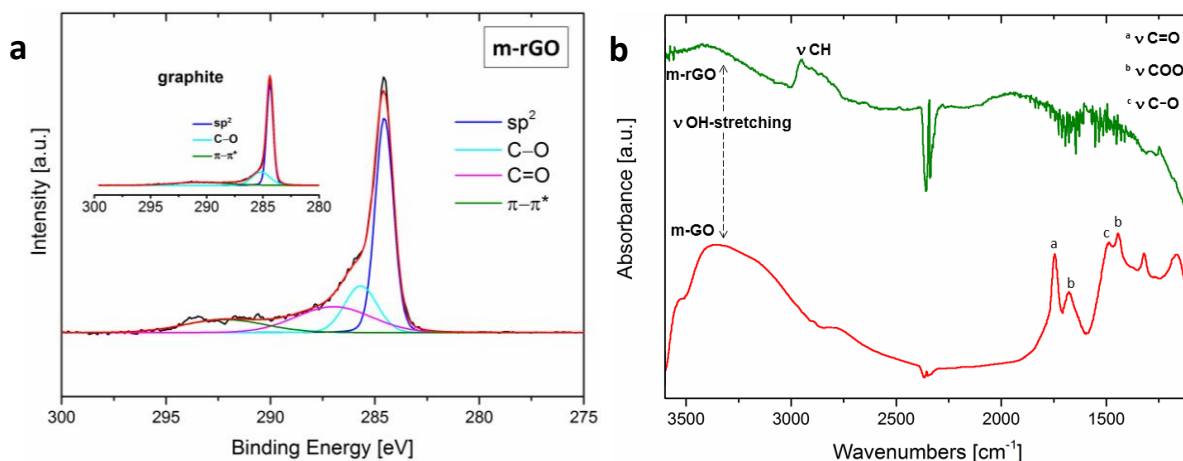 a
m-rGO
graphite
sp²
C–O
π–π*
300 295 290 285 280
sp²
C–O
C=O
π–π*
Intensity [a.u.]
300 295 290 285 280 275
Binding Energy [eV]
b
ν CH
ᵃ ν C=O
ᵇ ν COO
ᶜ ν C–O
m-rGO
ν OH-stretching
m-GO
a
b
c
b
Absorbance [a.u.]
3500 3000 2500 2000 1500
Wavenumbers [cm⁻¹]